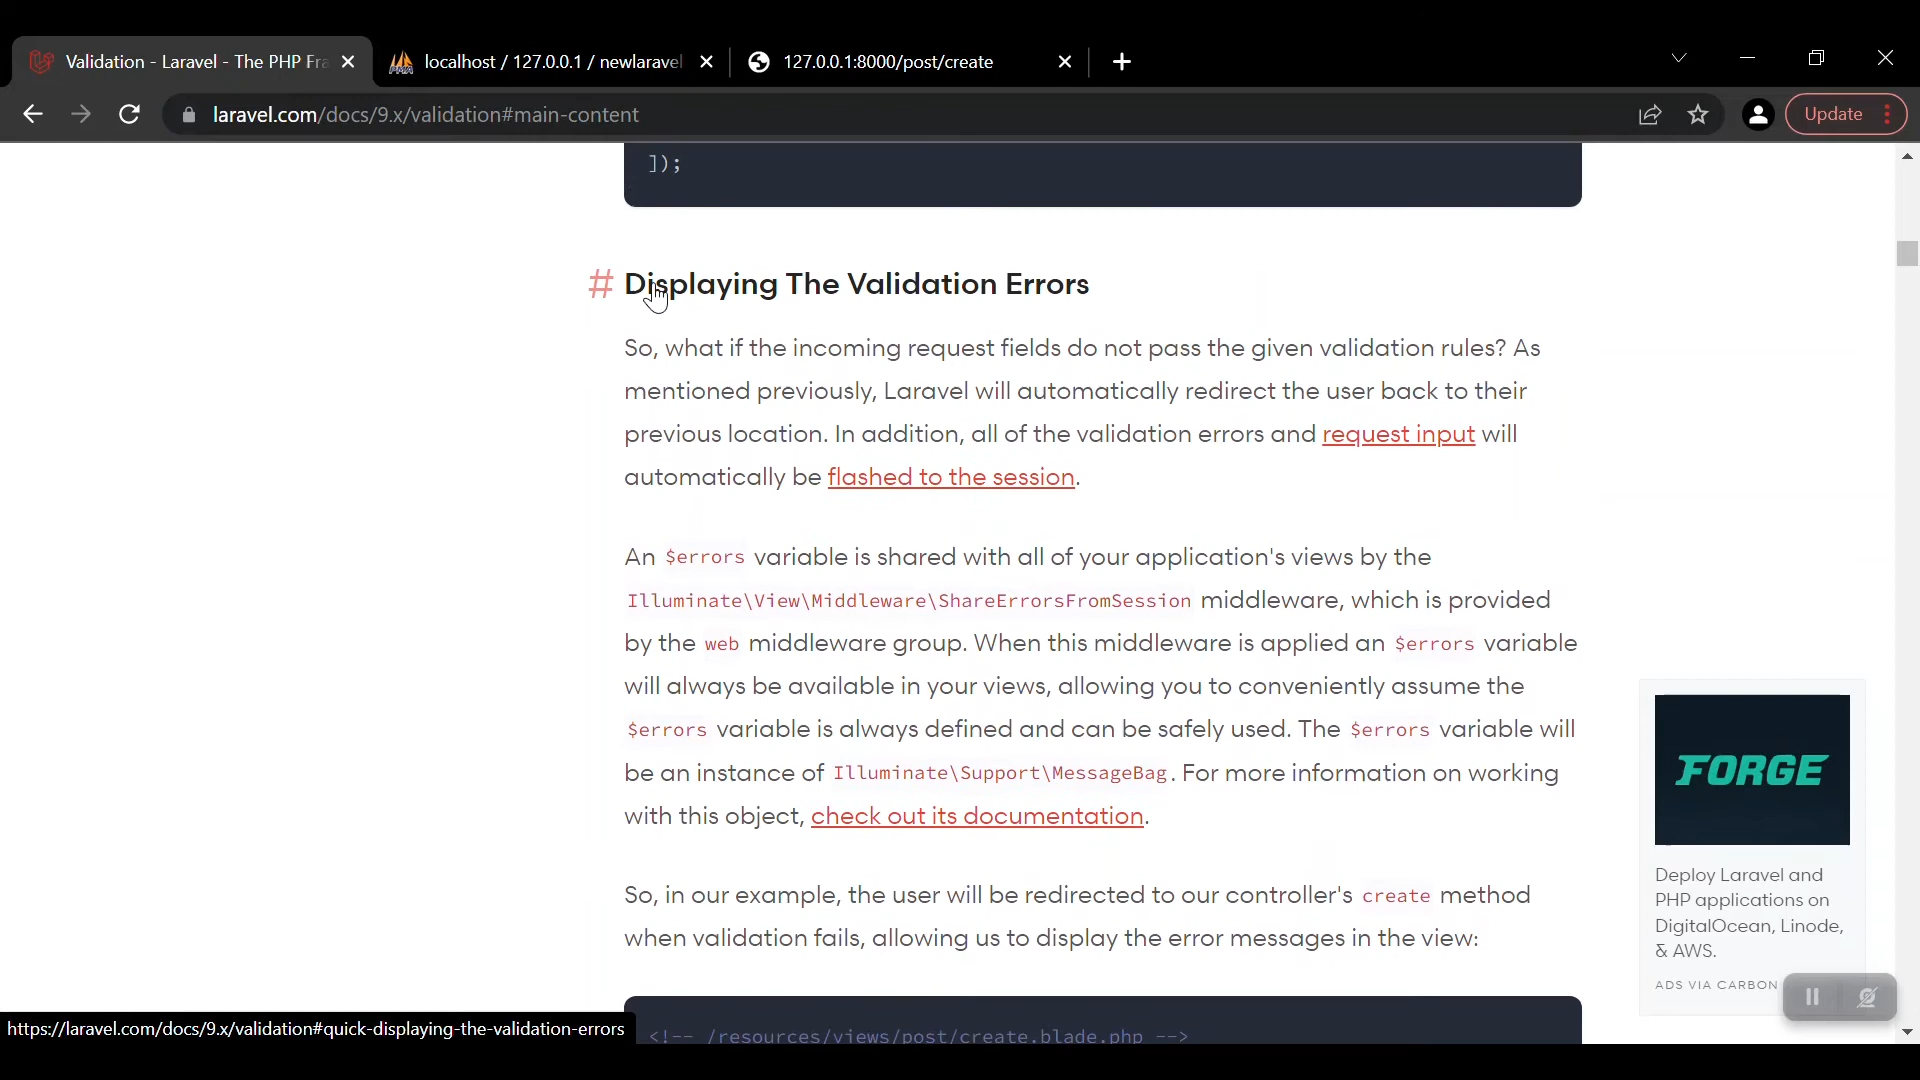 Validation - Laravel - The PHP Fra
localhost / 127.0.0.1 / newlaravel
127.0.0.1:8000/post/create
laravel.com/docs/9.x/validation#main-content
Update
]);
# Displaying The Validation Errors
So, what if the incoming request fields do not pass the given validation rules? As
mentioned previously, Laravel will automatically redirect the user back to their
previous location. In addition, all of the validation errors and request input will
automatically be flashed to the session.
An $errors variable is shared with all of your application's views by the
Illuminate\View\Middleware\ShareErrorsFromSession middleware, which is provided
by the web middleware group. When this middleware is applied an $errors variable
will always be available in your views, allowing you to conveniently assume the
$errors variable is always defined and can be safely used. The $errors variable will
be an instance of Illuminate\Support\MessageBag. For more information on working
with this object, check out its documentation.
So, in our example, the user will be redirected to our controller's create method
when validation fails, allowing us to display the error messages in the view:
<!-- /resources/views/post/create.blade.php -->
FORGE
Deploy Laravel and
PHP applications on
DigitalOcean, Linode,
& AWS.
ADS VIA CARBON
https://laravel.com/docs/9.x/validation#quick-displaying-the-validation-errors